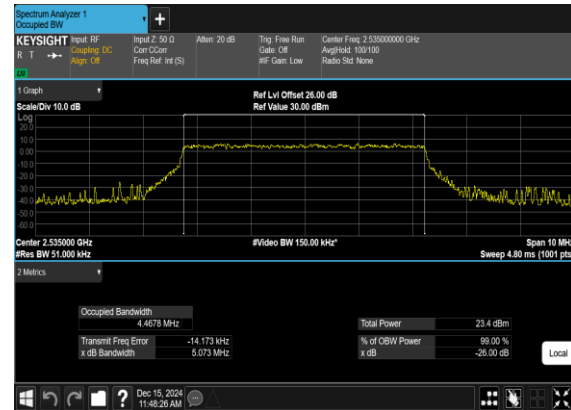 Spectrum Analyzer 1
Occupied BW
+
KEYSIGHT
R T
LXI
Input: RF
Coupling: DC
Align: Off
Input Z: 50 Ω
Corr CCorr
Freq Ref: Int (S)
Atten: 20 dB
Trig: Free Run
Gate: Off
#IF Gain: Low
Center Freq: 2.535000000 GHz
Avg|Hold: 100/100
Radio Std: None
1 Graph
Scale/Div 10.0 dB
Ref Lvl Offset 26.00 dB
Ref Value 30.00 dBm
Log
20.0
10.0
0.00
-10.0
-20.0
-30.0
-40.0
-50.0
-60.0
Center 2.535000 GHz
#Res BW 51.000 kHz
#Video BW 150.00 kHz*
Span 10 MHz
Sweep 4.80 ms (1001 pts
2 Metrics
Occupied Bandwidth
4.4678 MHz
Transmit Freq Error -14.173 kHz
x dB Bandwidth 5.073 MHz
Total Power 23.4 dBm
% of OBW Power 99.00 %
x dB -26.00 dB
Local
?
Dec 15, 2024
11:48:26 AM